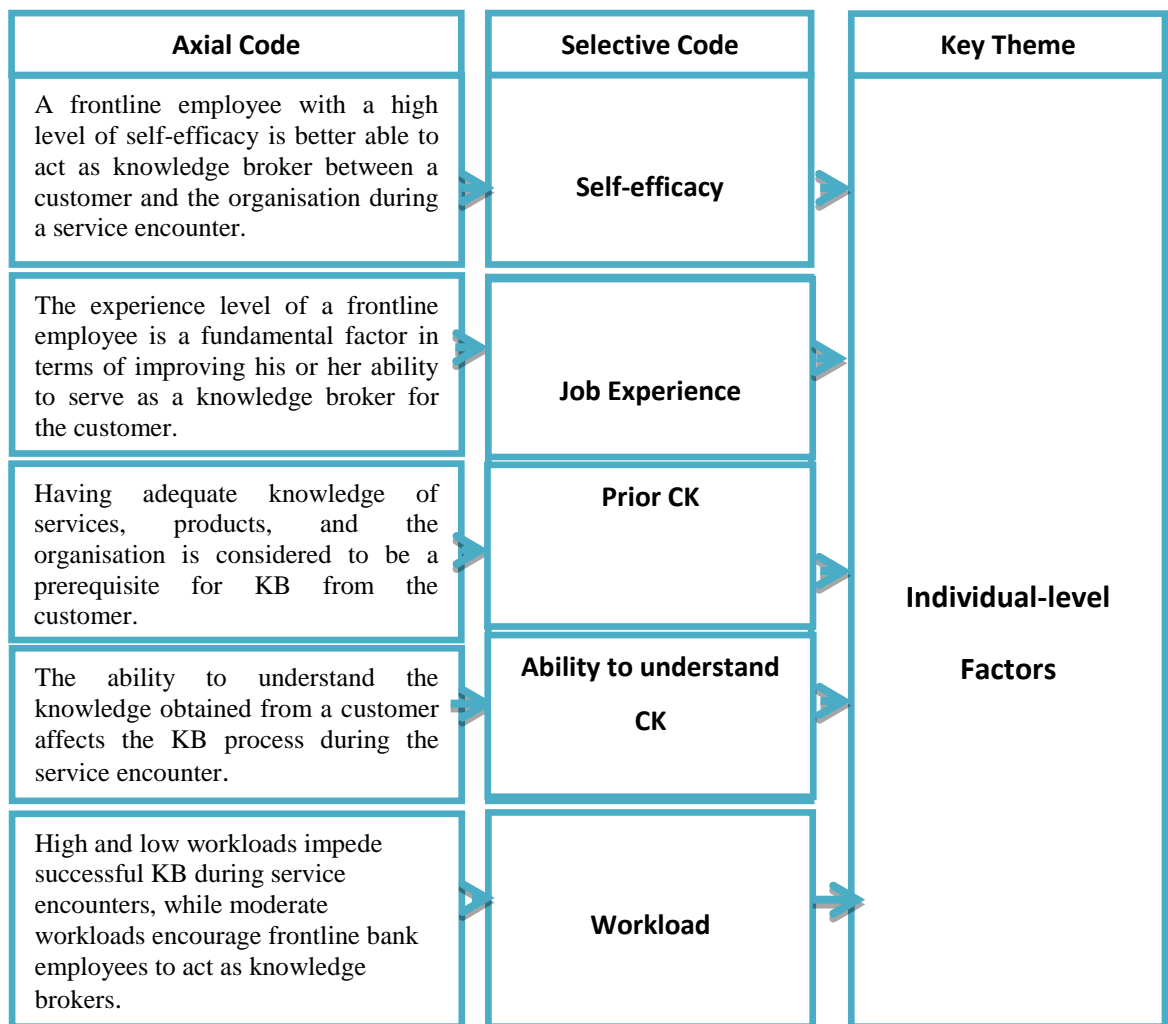 Axial Code
Selective Code
Key Theme
A frontline employee with a high
level of self-efficacy is better able to
act as knowledge broker between a
customer and the organisation during
a service encounter.
Self-efficacy
The experience level of a frontline
employee is a fundamental factor in
terms of improving his or her ability
to serve as a knowledge broker for
the customer.
Job Experience
Having adequate knowledge of
services, products, and the
organisation is considered to be a
prerequisite for KB from the
customer.
Prior CK
The ability to understand the
knowledge obtained from a customer
affects the KB process during the
service encounter.
Ability to understand
CK
High and low workloads impede
successful KB during service
encounters, while moderate
workloads encourage frontline bank
employees to act as knowledge
brokers.
Workload
Individual-level
Factors